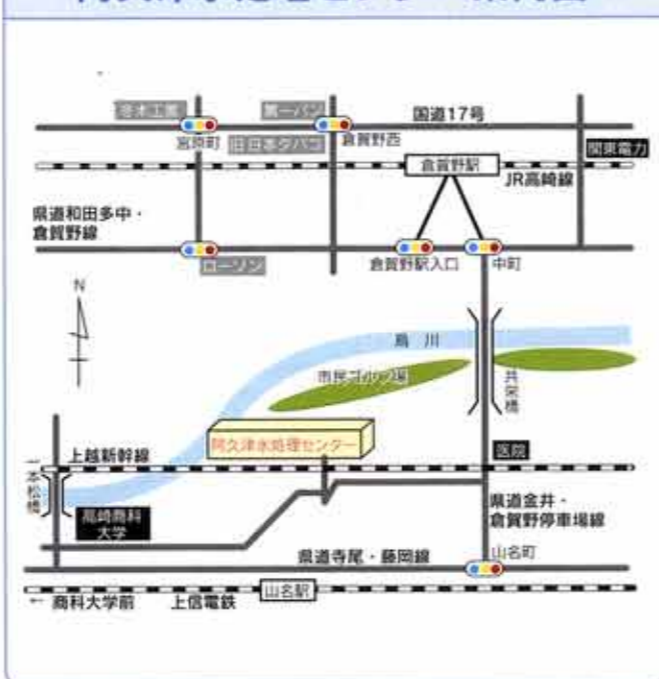 国道17号
宮原町
倉賀野西
倉賀野駅
関東電力
JR高崎線
県道和田多中・
倉賀野線
ローソン
倉賀野駅入口
中町
N
烏川
市民ゴルフ場
共栄橋
阿久津水処理センター
上越新幹線
医院
一本松橋
高崎商科
大学
県道金井・
倉賀野停車場線
県道寺尾・藤岡線
山名町
← 商科大学前
上信電鉄
山名駅